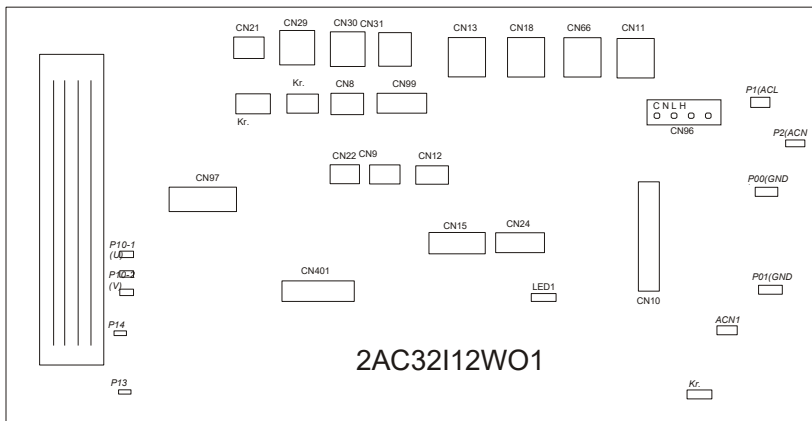 CN21
CN29
CN30
CN31
CN13
CN18
CN66
CN11
Kr.
Kr.
CN8
CN99
C N L H
CN96
P1(ACL
P2(ACN
CN97
CN22
CN9
CN12
P00(GND
CN15
CN24
P10-1
(U)
P10-2
(V)
CN401
LED1
CN10
P01(GND
ACN1
P14
2AC32I12WO1
P13
Kr.